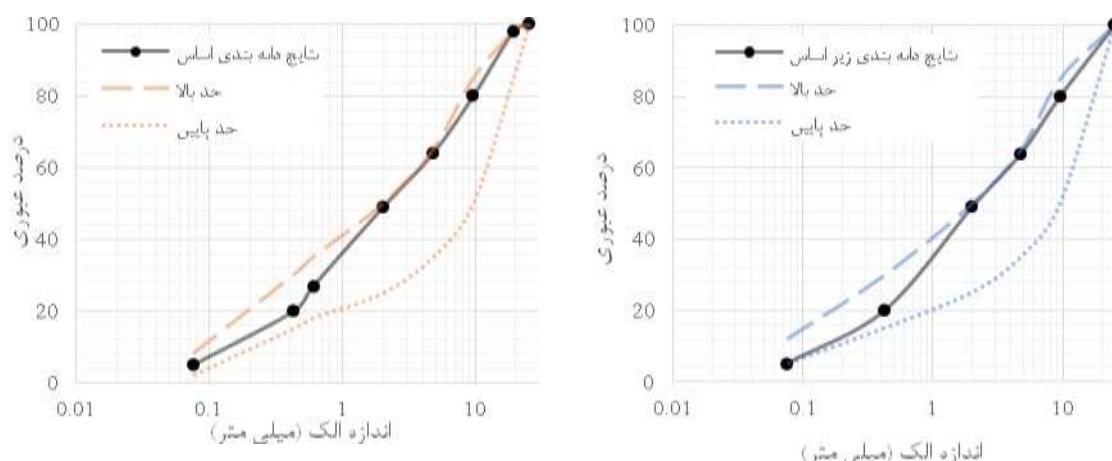 100
80
60
40
20
0
0.01 0.1 1 10
درصد عبوری
اندازه الک (میلی متر)
نتایج دانه بندی اساس
حد بالا
حد پایین
100
80
60
40
20
0
0.01 0.1 1 10
درصد عبوری
اندازه الک (میلی متر)
نتایج دانه بندی زیر اساس
حد بالا
حد پایین